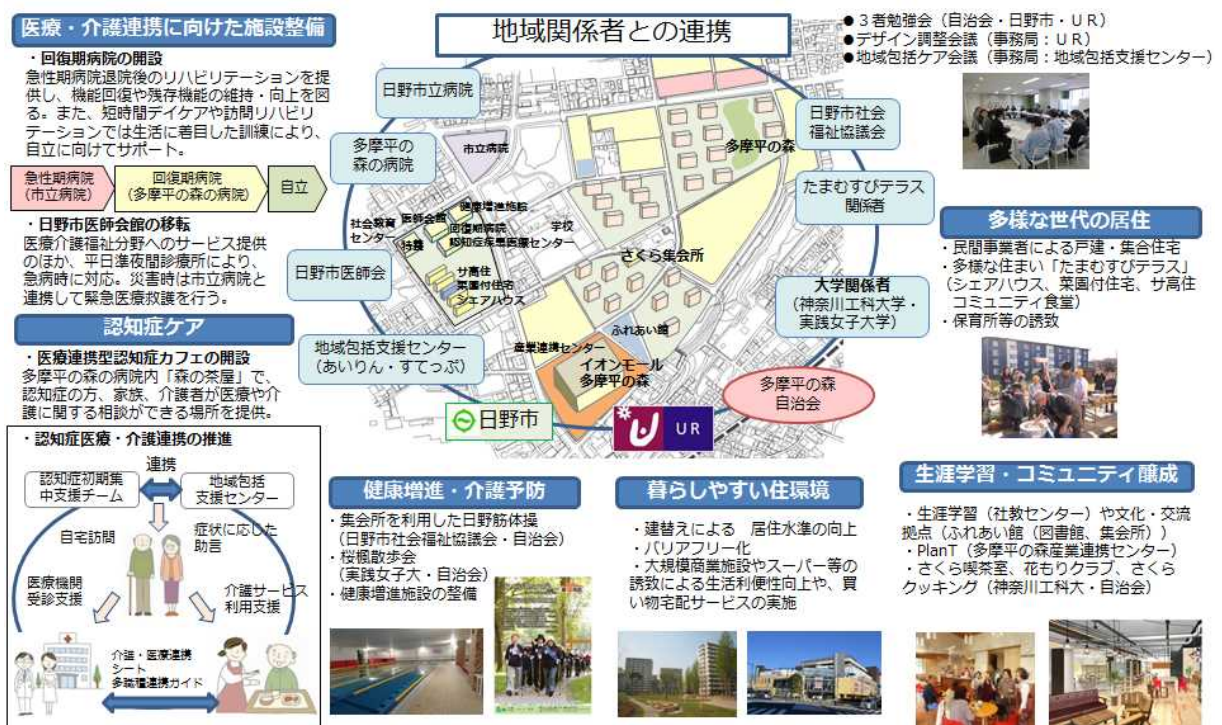 医療・介護連携に向けた施設整備
・回復期病院の開設
急性期病院退院後のリハビリテーションを提
供し、機能回復や残存機能の維持・向上を図
る。また、短時間デイケアや訪問リハビリ
テーションでは生活に着目した訓練により、
自立に向けてサポート。
急性期病院
（市立病院）
回復期病院
（多摩平の森の病院）
自立
・日野市医師会館の移転
医療介護福祉分野へのサービス提供
のほか、平日準夜間診療所により、
急病時に対応。災害時は市立病院と
連携して緊急医療救護を行う。
認知症ケア
・医療連携型認知症カフェの開設
多摩平の森の病院内「森の茶屋」で、
認知症の方、家族、介護者が医療や介
護に関する相談ができる場所を提供。
・認知症医療・介護連携の推進
連携
認知症初期集
中支援チーム
地域包括
支援センター
自宅訪問
症状に応じた
助言
医療機関
受診支援
介護サービス
利用支援
介護・医療連携
シート
多職種連携ガイド
地域関係者との連携
日野市立病院
多摩平の
森の病院
日野市医師会
地域包括支援センター
（あいりん・すてっぷ）
日野市
UR
日野市社会
福祉協議会
たまむすびテラス
関係者
大学関係者
（神奈川工科大学・
実践女子大学）
多摩平の森
自治会
市立病院
多摩平の森
健康増進施設
医師会館
社会教育
センター
回復期病院
認知症疾患医療センター
特養
学校
さくら集会所
サ高住
菜園付住宅
シェアハウス
ふれあい館
産業連携センター
イオンモール
多摩平の森
●３者勉強会（自治会・日野市・ＵＲ）
●デザイン調整会議（事務局：ＵＲ）
●地域包括ケア会議（事務局：地域包括支援センター）
多様な世代の居住
・民間事業者による戸建・集合住宅
・多様な住まい「たまむすびテラス」
（シェアハウス、菜園付住宅、サ高住
コミュニティ食堂）
・保育所等の誘致
健康増進・介護予防
・集会所を利用した日野筋体操
（日野市社会福祉協議会・自治会）
・桜楓散歩会
（実践女子大・自治会）
・健康増進施設の整備
暮らしやすい住環境
・建替えによる　居住水準の向上
・バリアフリー化
・大規模商業施設やスーパー等の
誘致による生活利便性向上や、買
い物宅配サービスの実施
生涯学習・コミュニティ醸成
・生涯学習（社教センター）や文化・交流
拠点（ふれあい館（図書館、集会所））
・PlanT（多摩平の森産業連携センター）
・さくら喫茶室、花もりクラブ、さくら
クッキング（神奈川工科大・自治会）